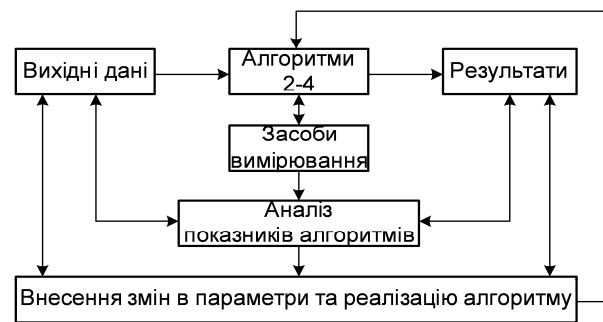 Вихідні дані
Алгоритми
2-4
Результати
Засоби
вимірювання
Аналіз
показників алгоритмів
Внесення змін в параметри та реалізацію алгоритму